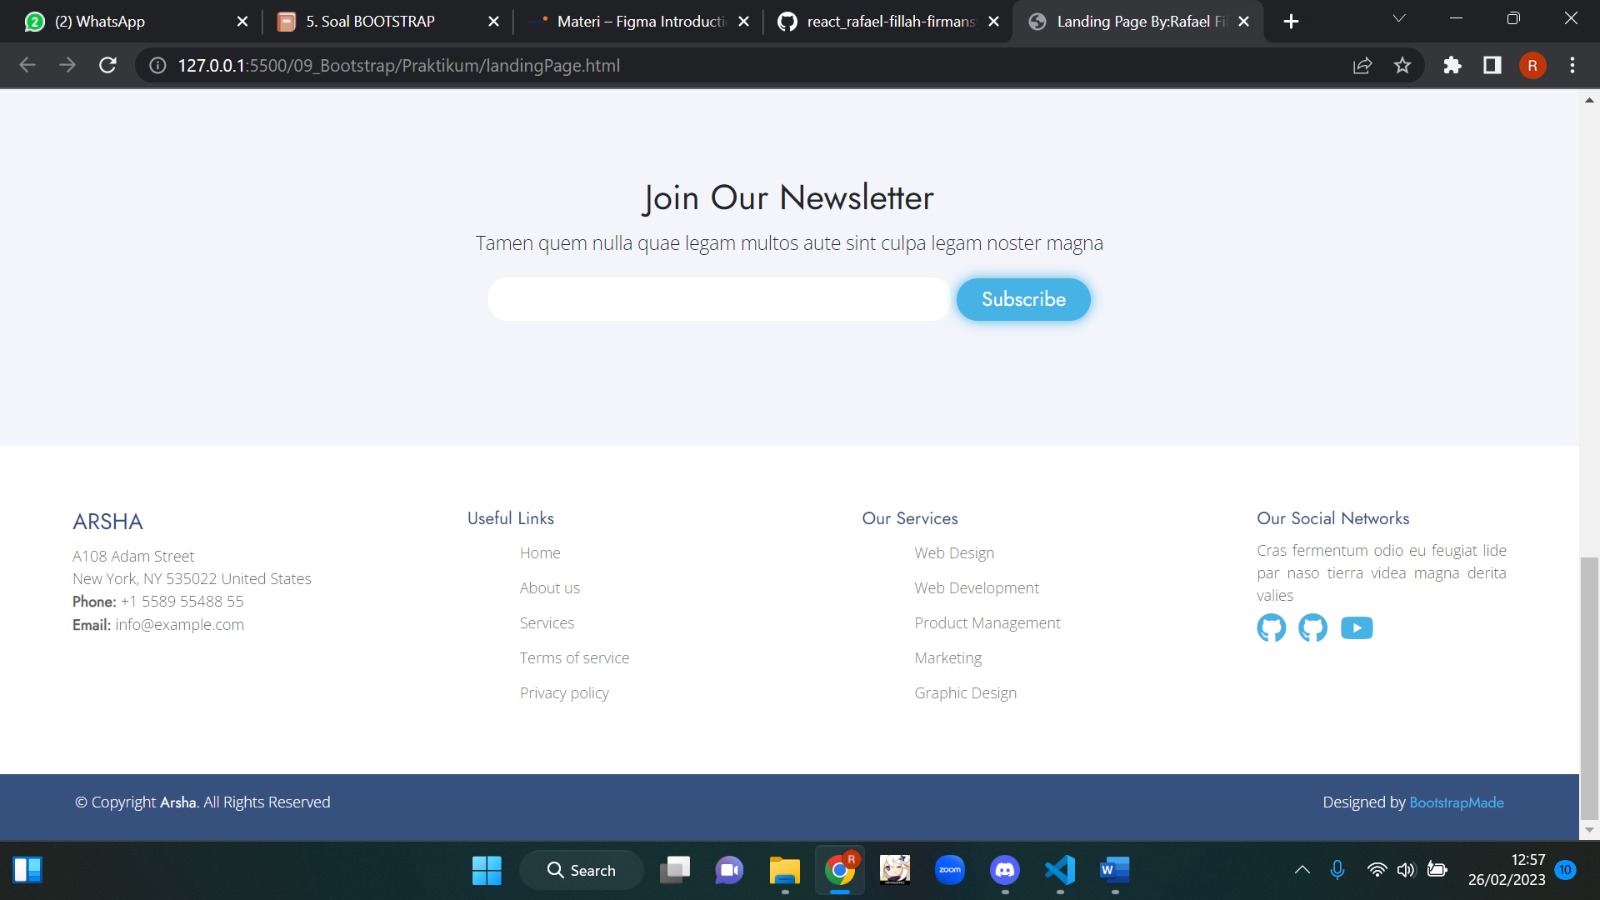 (2) WhatsApp
5. Soal BOOTSTRAP
Materi – Figma Introducti
react_rafael-fillah-firmans
Landing Page By:Rafael Fi
127.0.0.1:5500/09_Bootstrap/Praktikum/landingPage.html
R
Join Our Newsletter
Tamen quem nulla quae legam multos aute sint culpa legam noster magna
Subscribe
ARSHA
A108 Adam Street
New York, NY 535022 United States
Phone: +1 5589 55488 55
Email: info@example.com
Useful Links
Home
About us
Services
Terms of service
Privacy policy
Our Services
Web Design
Web Development
Product Management
Marketing
Graphic Design
Our Social Networks
Cras fermentum odio eu feugiat lide
par naso tierra videa magna derita
valies
© Copyright Arsha. All Rights Reserved
Designed by BootstrapMade
Search
R
zoom
W
12:57
26/02/2023
10